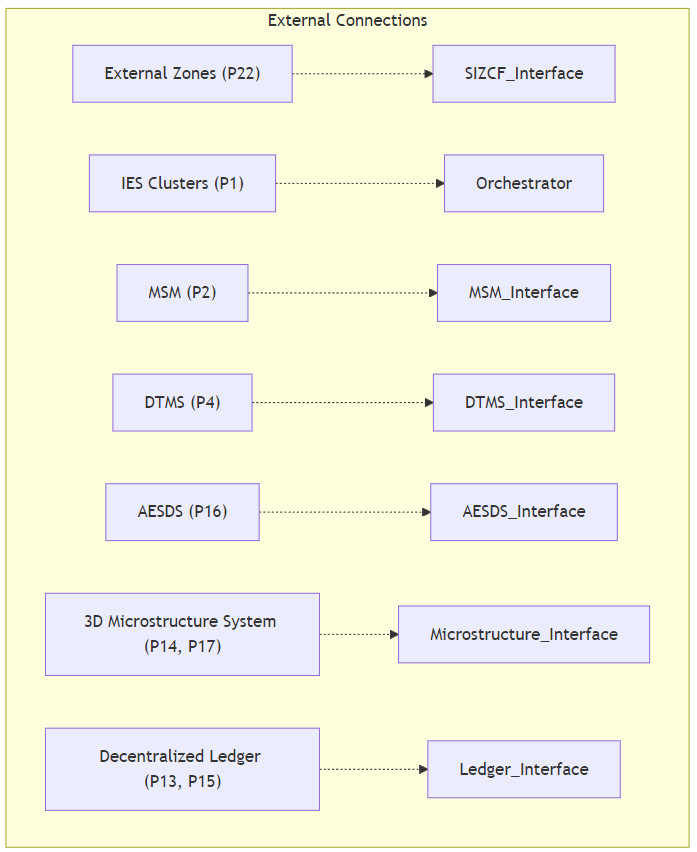 External Connections
External Zones (P22)
SIZCF_Interface
IES Clusters (P1)
Orchestrator
MSM (P2)
MSM_Interface
DTMS (P4)
DTMS_Interface
AESDS (P16)
AESDS_Interface
3D Microstructure System
(P14, P17)
Microstructure_Interface
Decentralized Ledger
(P13, P15)
Ledger_Interface